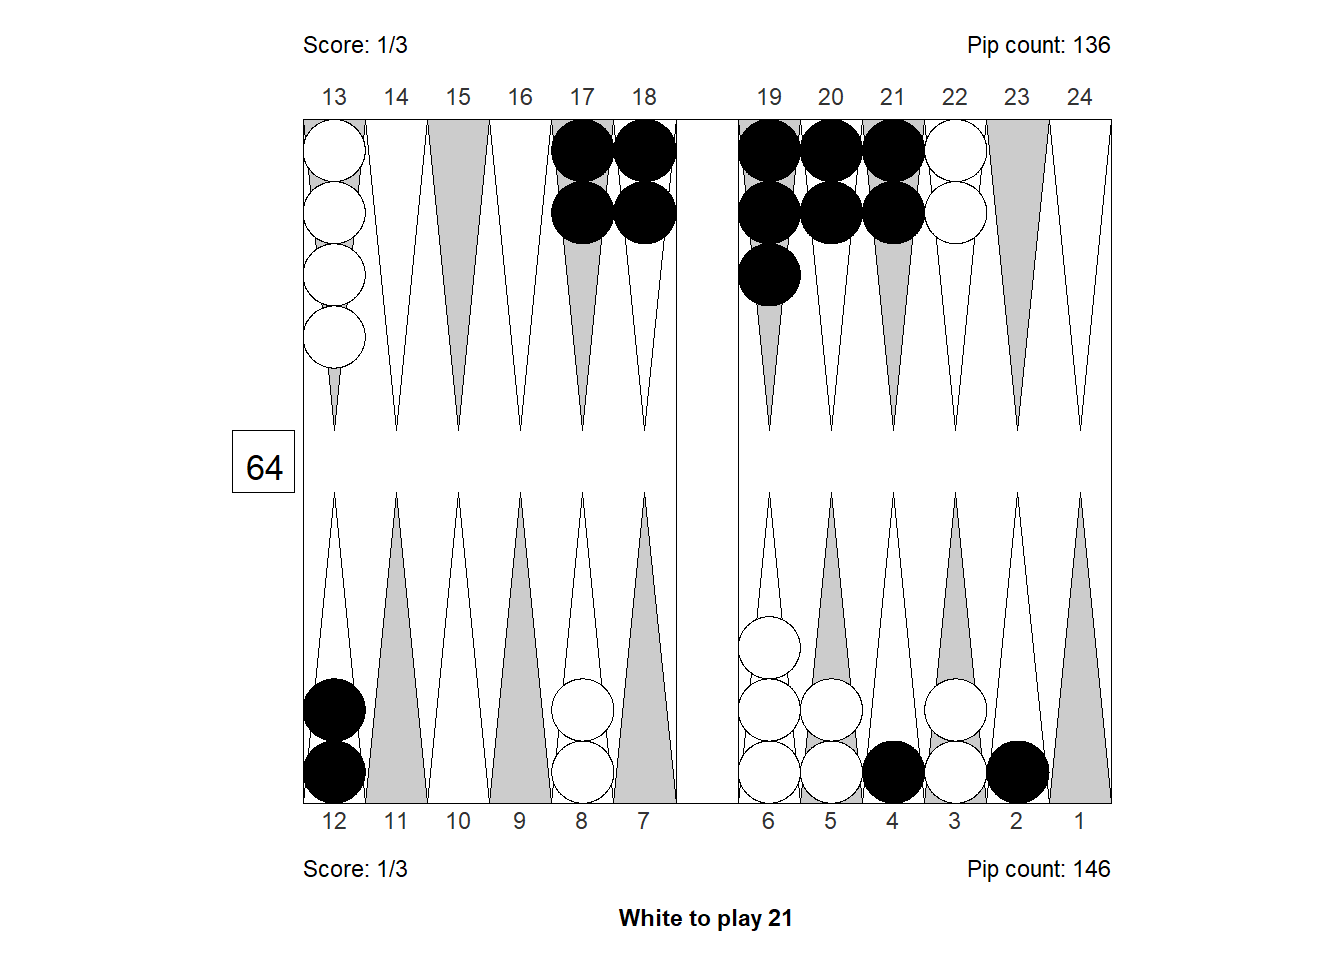 Score: 1/3 Pip count: 136
13 14 15 16 17 18 19 20 21 22 23 24
64
12 11 10 9 8 7 6 5 4 3 2 1
Score: 1/3 Pip count: 146
White to play 21